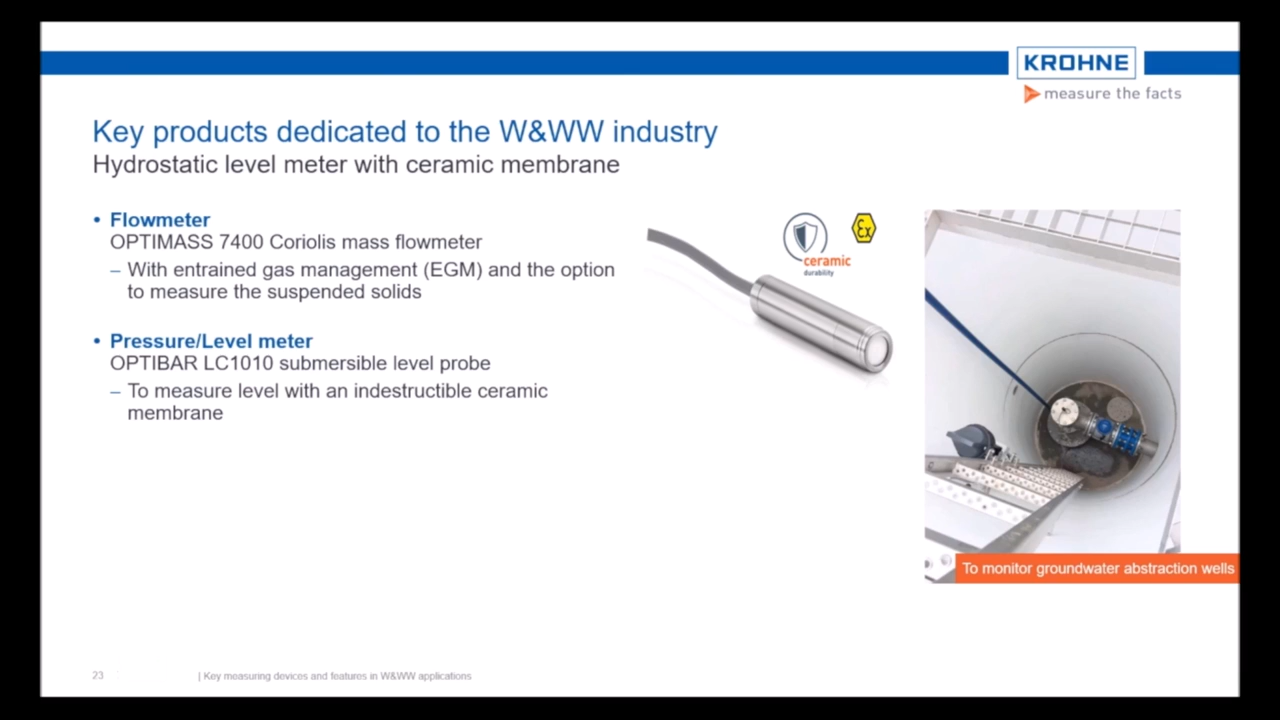 KROHNE
measure the facts
Key products dedicated to the W&WW industry
Hydrostatic level meter with ceramic membrane
• Flowmeter
OPTIMASS 7400 Coriolis mass flowmeter
– With entrained gas management (EGM) and the option
to measure the suspended solids
• Pressure/Level meter
OPTIBAR LC1010 submersible level probe
– To measure level with an indestructible ceramic
membrane
Ex
ceramic
durability
To monitor groundwater abstraction wells
23
| Key measuring devices and features in W&WW applications